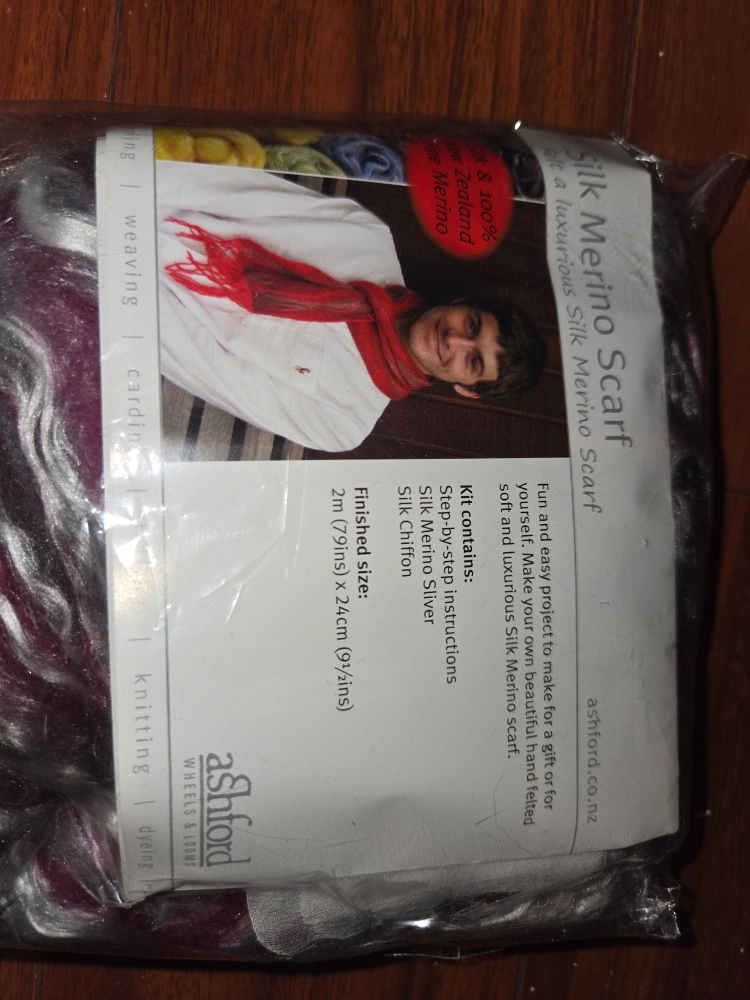 Silk Merino Scarf
a luxurious Silk Merino Scarf
ashford.co.nz
& 100%
Zealand
Merino
Fun and easy project to make for a gift or for
yourself. Make your own beautiful hand felted
soft and luxurious Silk Merino scarf.
Kit contains:
Step-by-step instructions
Silk Merino Sliver
Silk Chiffon
Finished size:
2m (79ins) x 24cm (9½ins)
ashford
WHEELS & LOOMS
| weaving | | knitting | dyeing